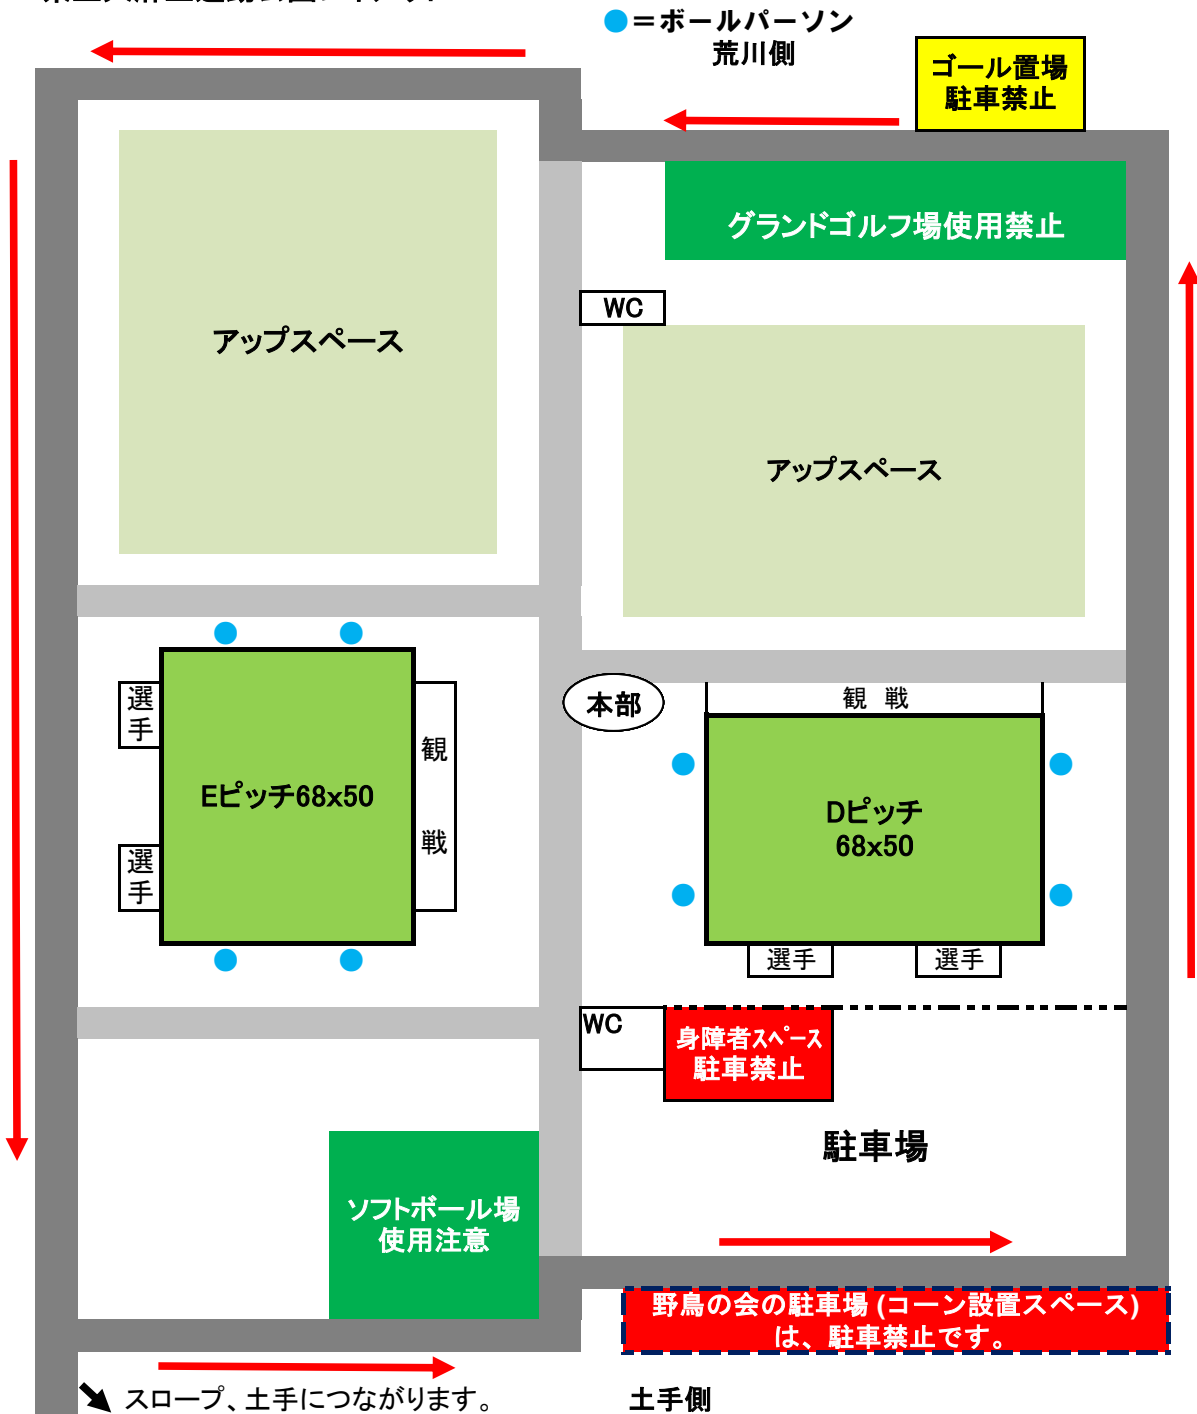 ●＝ボールパーソン
荒川側
ゴール置場
駐車禁止
グランドゴルフ場使用禁止
WC
アップスペース
アップスペース
本部
観 戦
選手
観
戦
Eピッチ68x50
Dピッチ
68x50
選手
選手
選手
WC
身障者スペース
駐車禁止
駐車場
ソフトボール場
使用注意
野鳥の会の駐車場 (コーン設置スペース)
は、駐車禁止です。
スロープ、土手につながります。
土手側